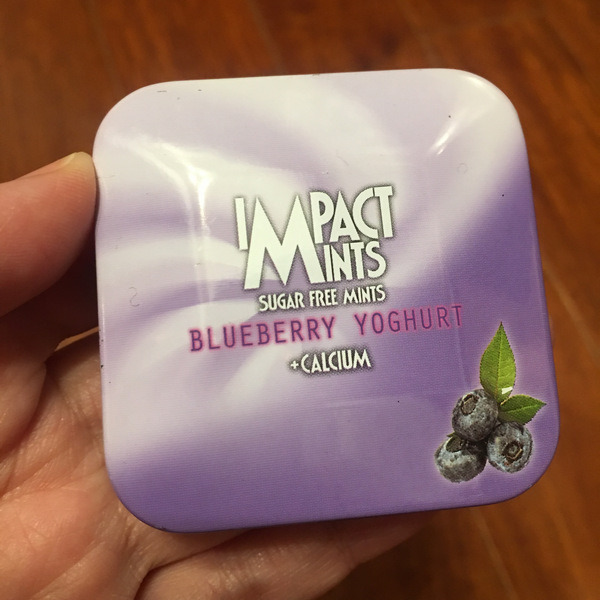 IMPACT
MINTS
SUGAR FREE MINTS
BLUEBERRY YOGHURT
+CALCIUM